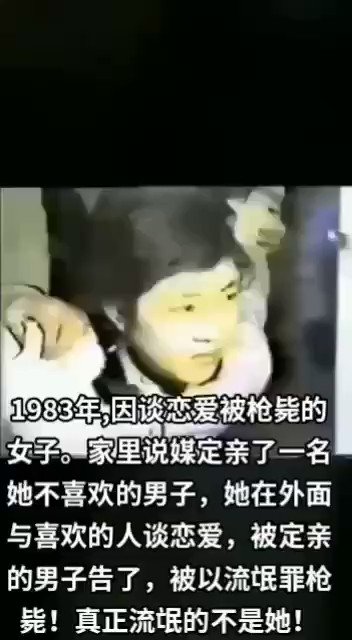 1983年,因谈恋爱被枪毙的
女子。家里说媒定亲了一名
她不喜欢的男子，她在外面
与喜欢的人谈恋爱，被定亲
的男子告了，被以流氓罪枪
毙！真正流氓的不是她！